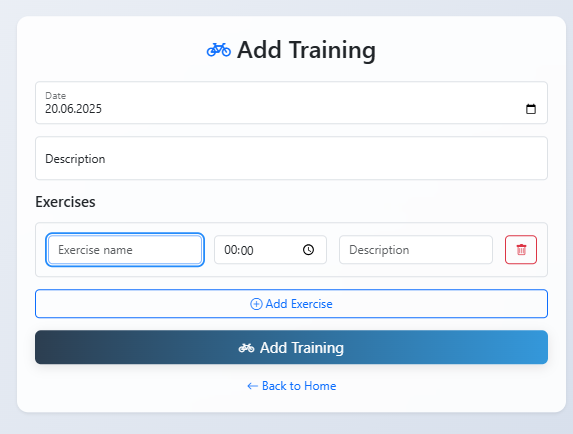 Add Training
Date
20.06.2025
Description
Exercises
Exercise name 00:00 Description
Add Exercise
Add Training
← Back to Home